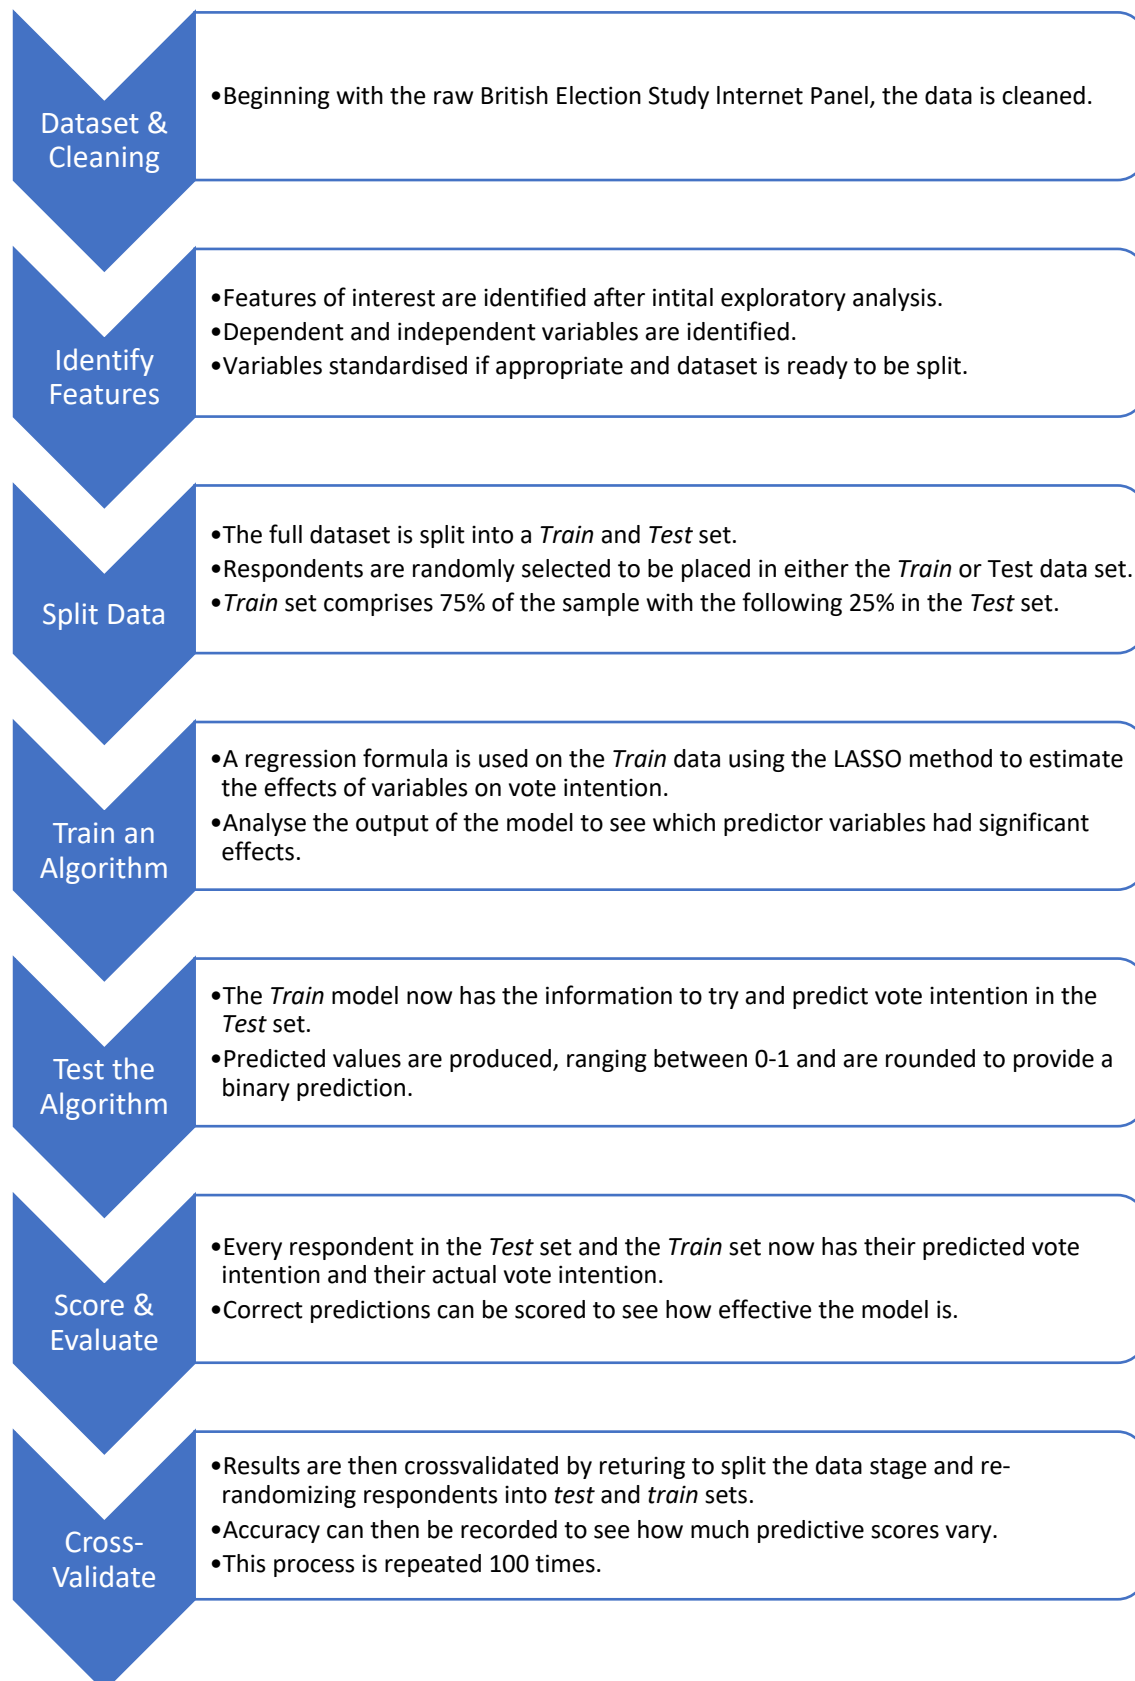 Dataset &
Cleaning
•Beginning with the raw British Election Study Internet Panel, the data is cleaned.
Identify
Features
•Features of interest are identified after intital exploratory analysis.
•Dependent and independent variables are identified.
•Variables standardised if appropriate and dataset is ready to be split.
Split Data
•The full dataset is split into a Train and Test set.
•Respondents are randomly selected to be placed in either the Train or Test data set.
•Train set comprises 75% of the sample with the following 25% in the Test set.
Train an
Algorithm
•A regression formula is used on the Train data using the LASSO method to estimate
the effects of variables on vote intention.
•Analyse the output of the model to see which predictor variables had significant
effects.
Test the
Algorithm
•The Train model now has the information to try and predict vote intention in the
Test set.
•Predicted values are produced, ranging between 0-1 and are rounded to provide a
binary prediction.
Score &
Evaluate
•Every respondent in the Test set and the Train set now has their predicted vote
intention and their actual vote intention.
•Correct predictions can be scored to see how effective the model is.
Cross-
Validate
•Results are then crossvalidated by returing to split the data stage and re-
randomizing respondents into test and train sets.
•Accuracy can then be recorded to see how much predictive scores vary.
•This process is repeated 100 times.